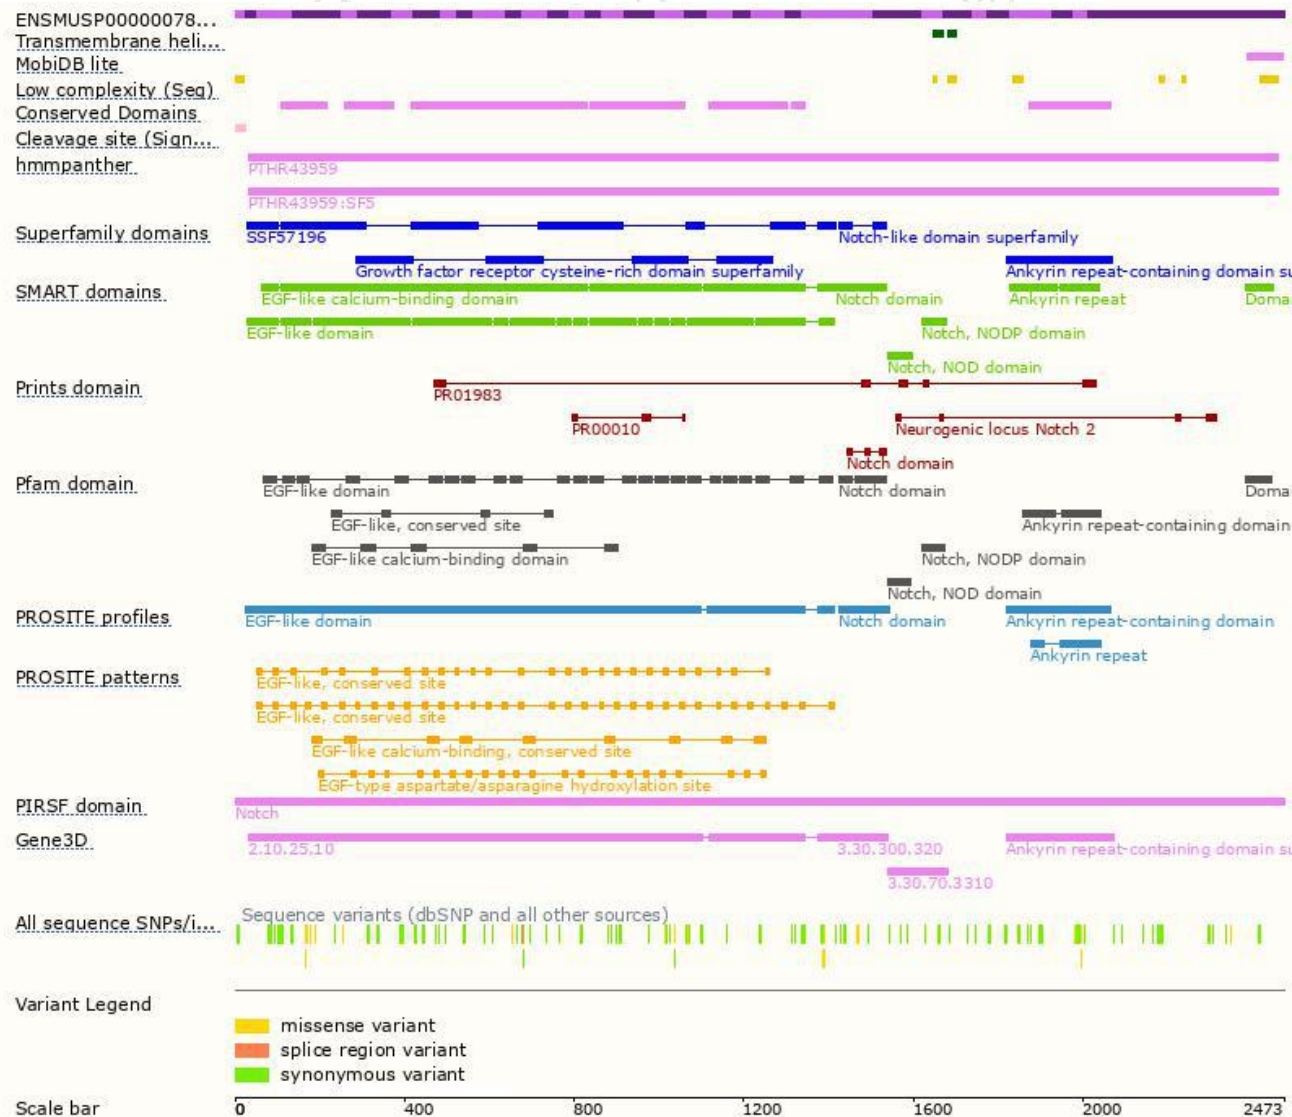 ENSMUSP00000078...
Transmembrane heli...
MobiDB lite
Low complexity (Seg)
Conserved Domains
Cleavage site (Sign...
hmmpanther
PTHR43959
PTHR43959:SF5
Superfamily domains
SSF57196
Notch-like domain superfamily
Growth factor receptor cysteine-rich domain superfamily
Ankyrin repeat-containing domain su
SMART domains
EGF-like calcium-binding domain
Notch domain
Ankyrin repeat
Doma
EGF-like domain
Notch, NODP domain
Notch, NOD domain
Prints domain
PR01983
PR00010
Neurogenic locus Notch 2
Notch domain
Pfam domain
EGF-like domain
Notch domain
Doma
EGF-like, conserved site
Ankyrin repeat-containing domain
EGF-like calcium-binding domain
Notch, NODP domain
Notch, NOD domain
PROSITE profiles
EGF-like domain
Notch domain
Ankyrin repeat-containing domain
Ankyrin repeat
PROSITE patterns
EGF-like, conserved site
EGF-like, conserved site
EGF-like calcium-binding, conserved site
EGF-type aspartate/asparagine hydroxylation site
PIRSF domain
Notch
Gene3D
2.10.25.10
3.30.300.320
Ankyrin repeat-containing domain su
3.30.70.3310
All sequence SNPs/i...
Sequence variants (dbSNP and all other sources)
Variant Legend
missense variant
splice region variant
synonymous variant
Scale bar
0 400 800 1200 1600 2000 2473